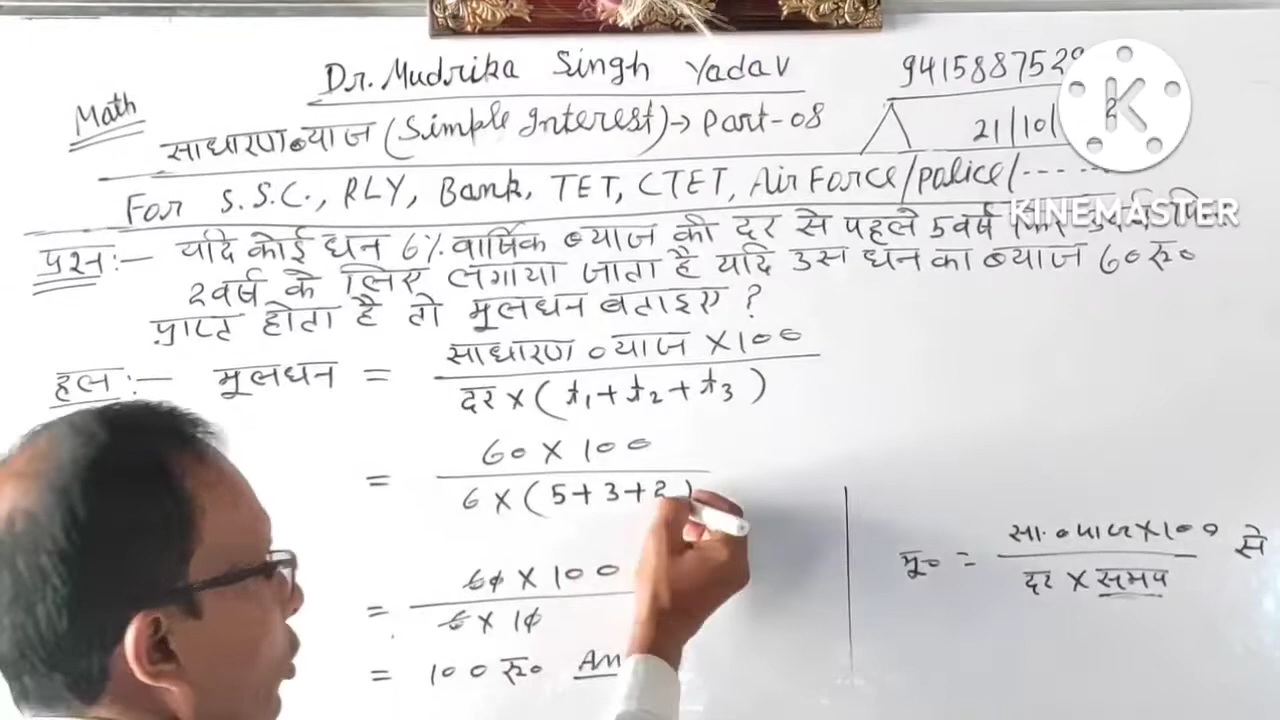 Dr. Mudrika Singh Yadav
941588752
Math
साधारण ब्याज (Simple Interest) → Part-08
21/10/
For S.S.C., RLY, Bank, TET, CTET, Air Force/police/------
KINEMASTER
प्रश्न:- यदि कोई धन 6% वार्षिक ब्याज की दर से पहले 5 वर्ष
2 वर्ष के लिए लगाया जाता है यदि उस धन का ब्याज 60 रू०
प्राप्त होता है तो मूलधन बताइए ?
हल:- मूलधन = साधारण ब्याज × 100
दर × ( t₁ + t₂ + t₃ )
= 60 × 100
6 × ( 5 + 3 + 2 )
= 60 × 100
6 × 10
= 100 रू० Ans
मू० = सा. ब्याज × 100 से
दर × समय